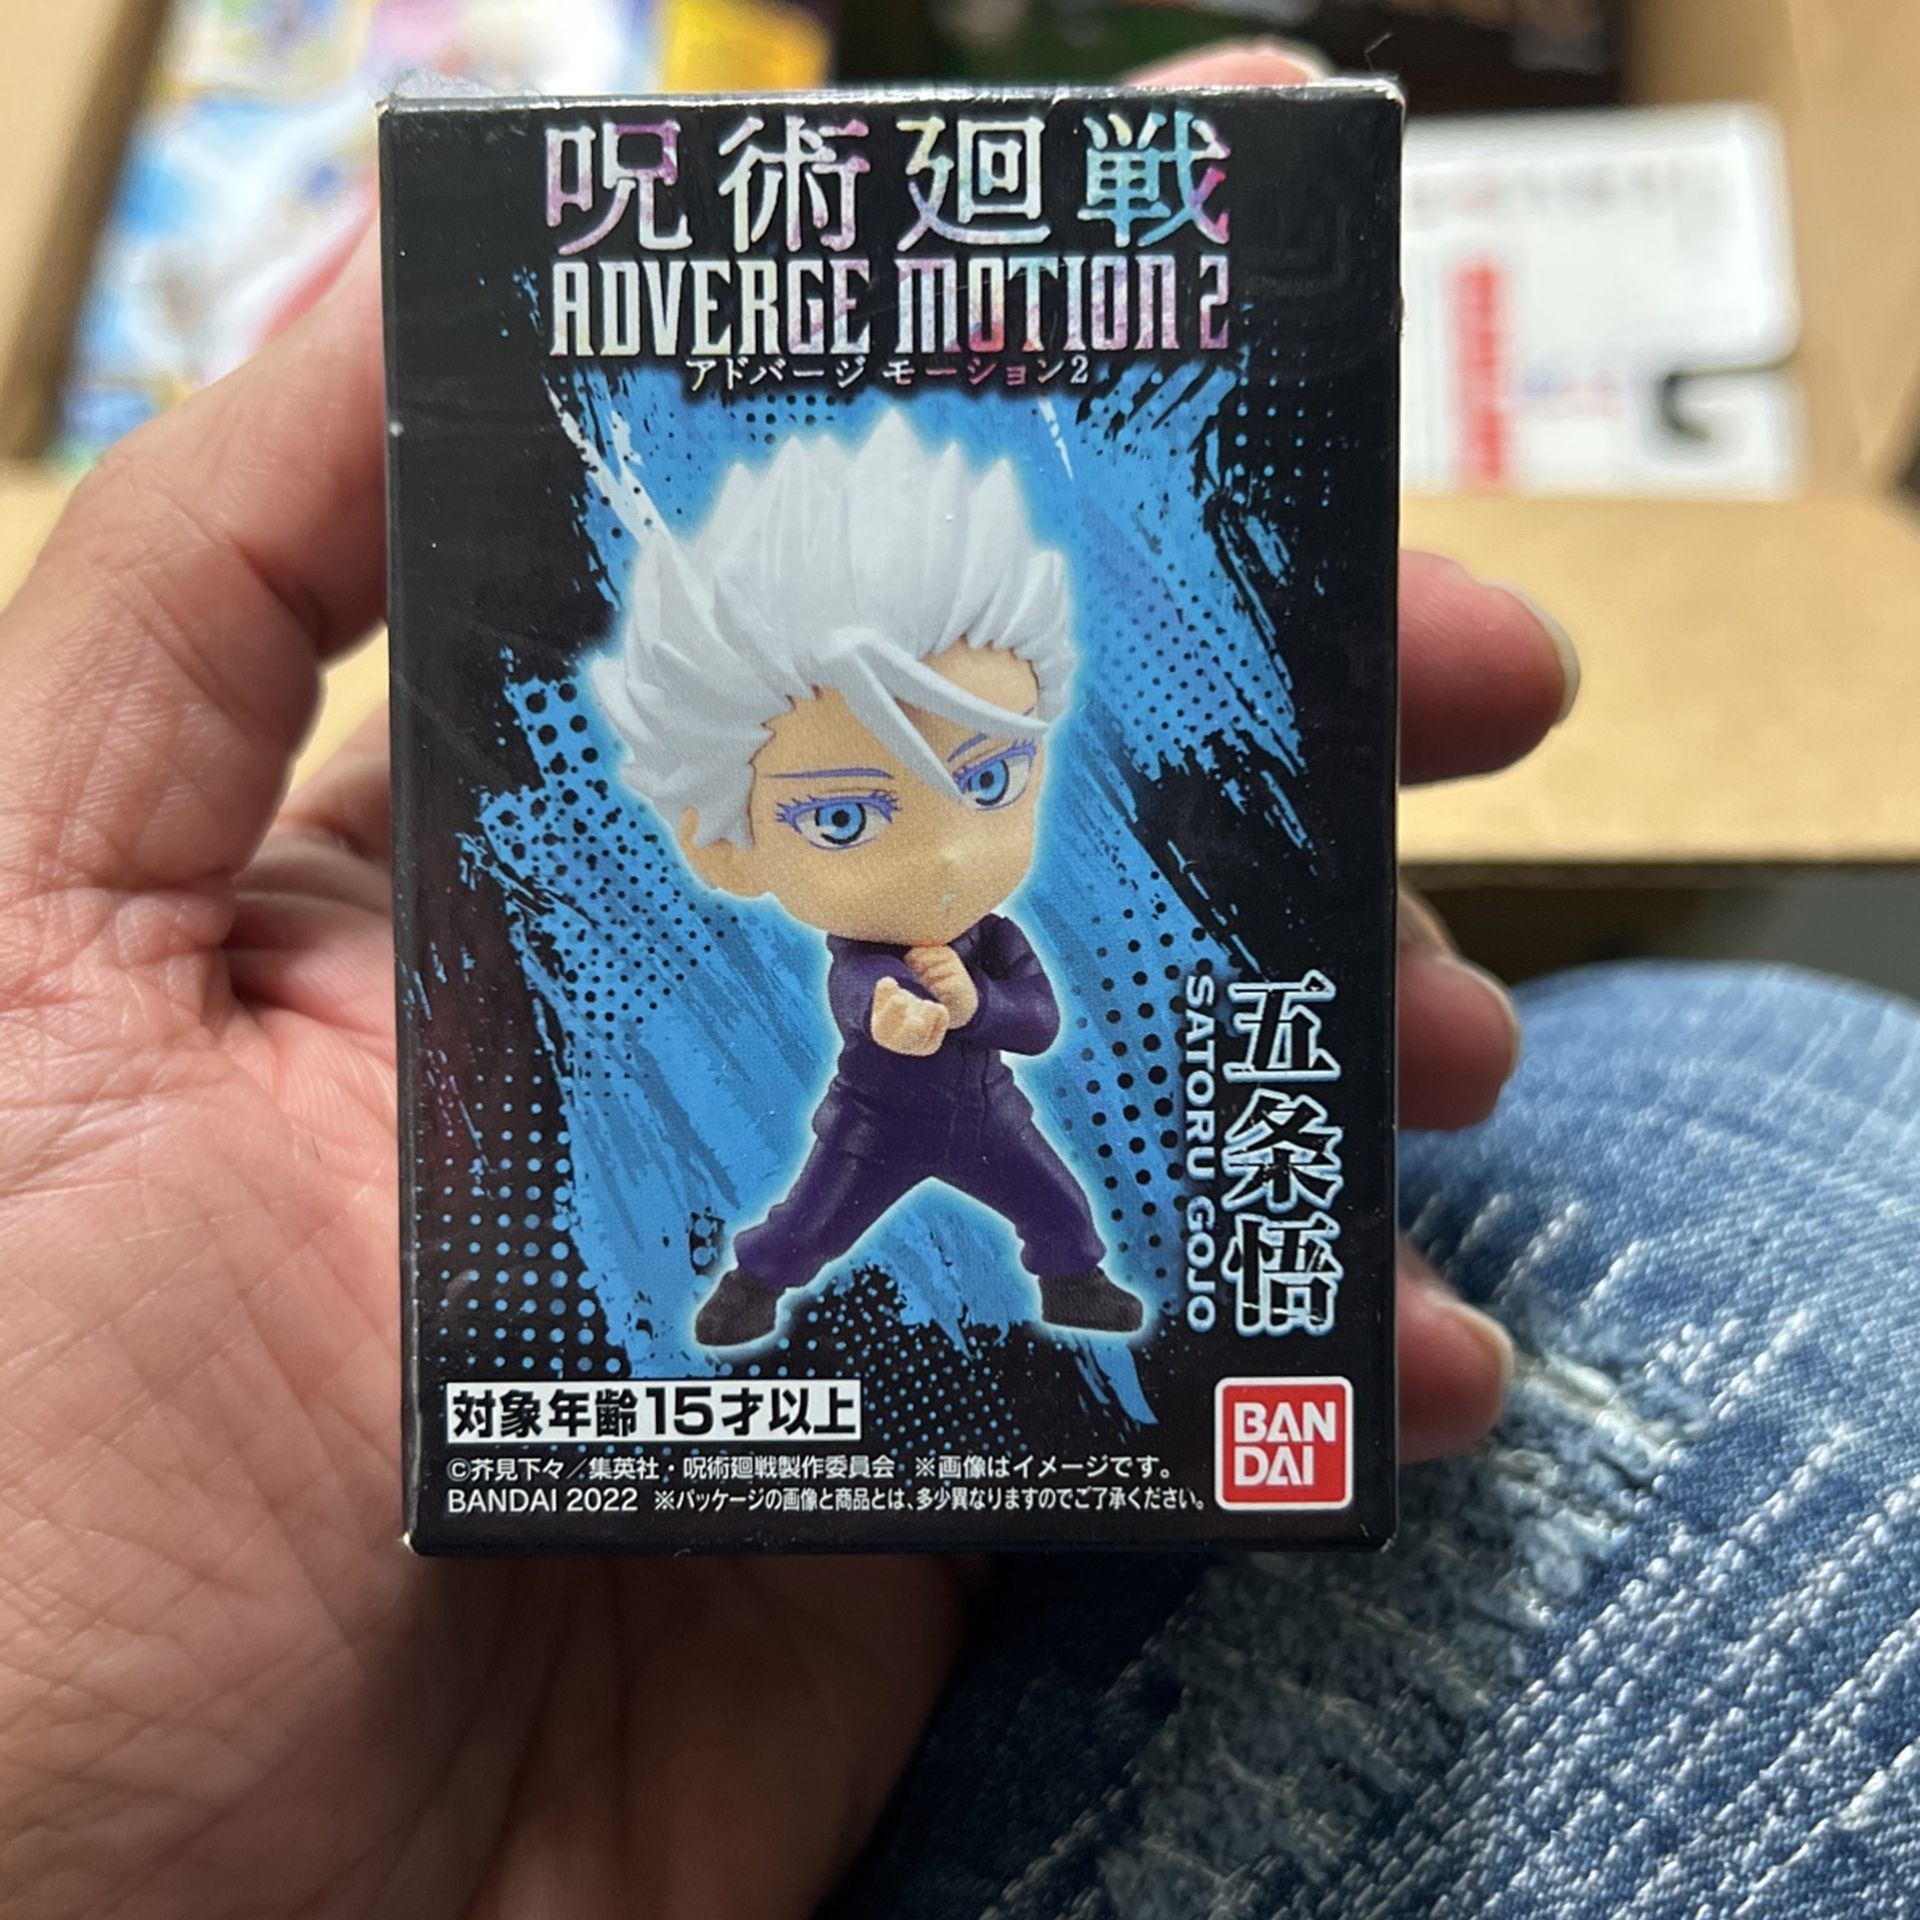 呪術廻戦
ADVERGE MOTION 2
アドバージ モーション2
五条悟
SATORU GOJO
対象年齢15才以上
©芥見下々／集英社・呪術廻戦製作委員会 ※画像はイメージです。
BANDAI 2022 ※パッケージの画像と商品とは、多少異なりますのでご了承ください。
BAN
DAI